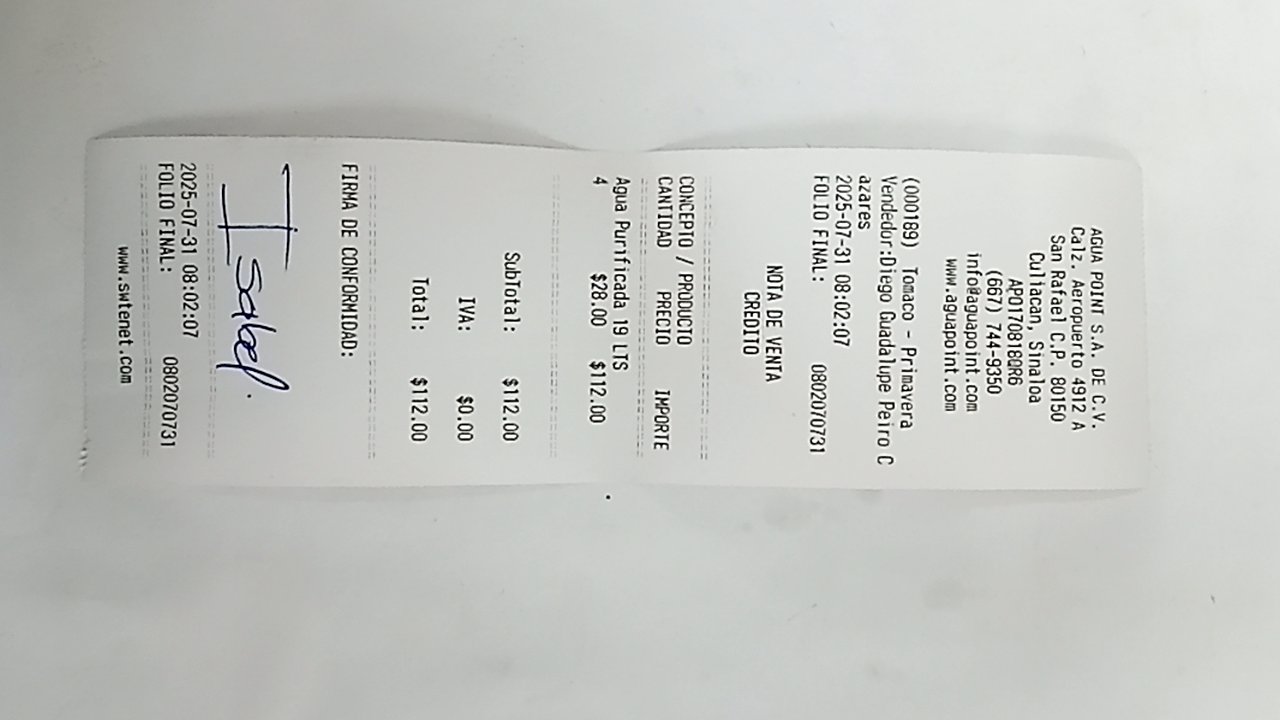 AGUA POINT S.A. DE C.V.
Calz. Aeropuerto 4912 A
San Rafael C.P. 80150
Culiacan, Sinaloa
APO170818QR6
(667) 744-9350
info@aguapoint.com
www.aguapoint.com
(000189) Tomaco - Primavera
Vendedor:Diego Guadalupe Peiro C
azares
2025-07-31 08:02:07
FOLIO FINAL: 0802070731
NOTA DE VENTA
CREDITO
CONCEPTO / PRODUCTO
CANTIDAD PRECIO IMPORTE
Agua Purificada 19 LTS
4 $28.00 $112.00
SubTotal: $112.00
IVA: $0.00
Total: $112.00
FIRMA DE CONFORMIDAD:
Isabel.
2025-07-31 08:02:07
FOLIO FINAL: 0802070731
www.swtenet.com